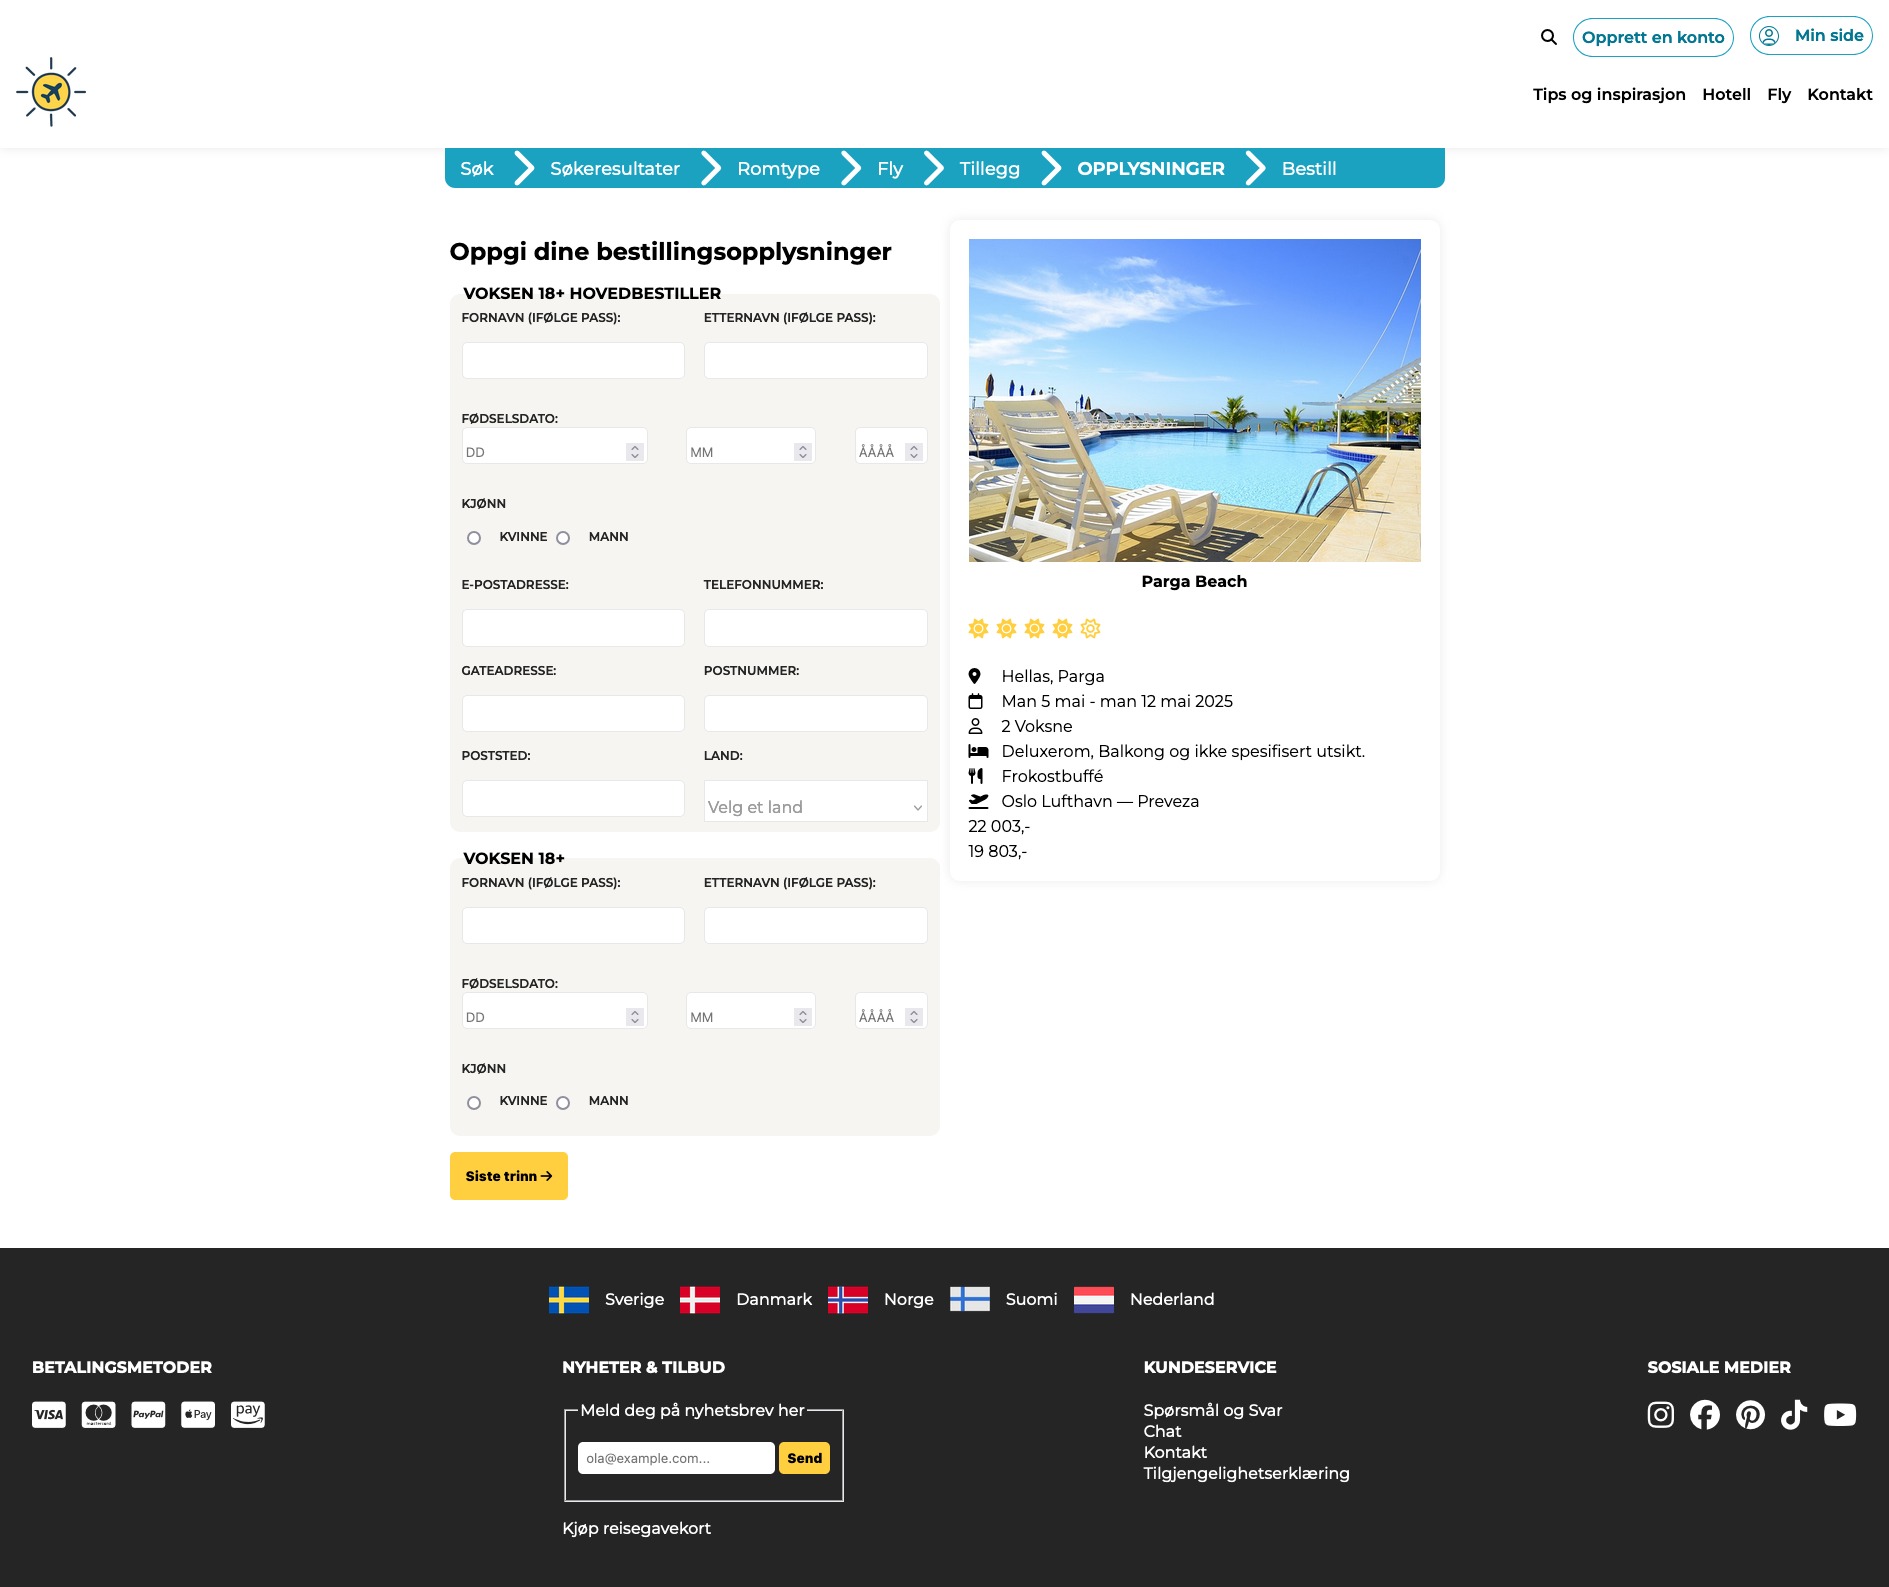 Opprett en konto
Min side
Tips og inspirasjon Hotell Fly Kontakt
Søk Søkeresultater Romtype Fly Tillegg OPPLYSNINGER Bestill
Oppgi dine bestillingsopplysninger
VOKSEN 18+ HOVEDBESTILLER
FORNAVN (IFØLGE PASS): ETTERNAVN (IFØLGE PASS):
FØDSELSDATO:
DD MM ÅÅÅÅ
KJØNN
KVINNE MANN
E-POSTADRESSE: TELEFONNUMMER:
GATEADRESSE: POSTNUMMER:
POSTSTED: LAND:
Velg et land
VOKSEN 18+
FORNAVN (IFØLGE PASS): ETTERNAVN (IFØLGE PASS):
FØDSELSDATO:
DD MM ÅÅÅÅ
KJØNN
KVINNE MANN
Siste trinn →
Parga Beach
Hellas, Parga
Man 5 mai - man 12 mai 2025
2 Voksne
Deluxerom, Balkong og ikke spesifisert utsikt.
Frokostbuffé
Oslo Lufthavn — Preveza
22 003,-
19 803,-
Sverige Danmark Norge Suomi Nederland
BETALINGSMETODER
VISA mastercard PayPal Pay pay
NYHETER & TILBUD
Meld deg på nyhetsbrev her
ola@example.com... Send
Kjøp reisegavekort
KUNDESERVICE
Spørsmål og Svar
Chat
Kontakt
Tilgjengelighetserklæring
SOSIALE MEDIER